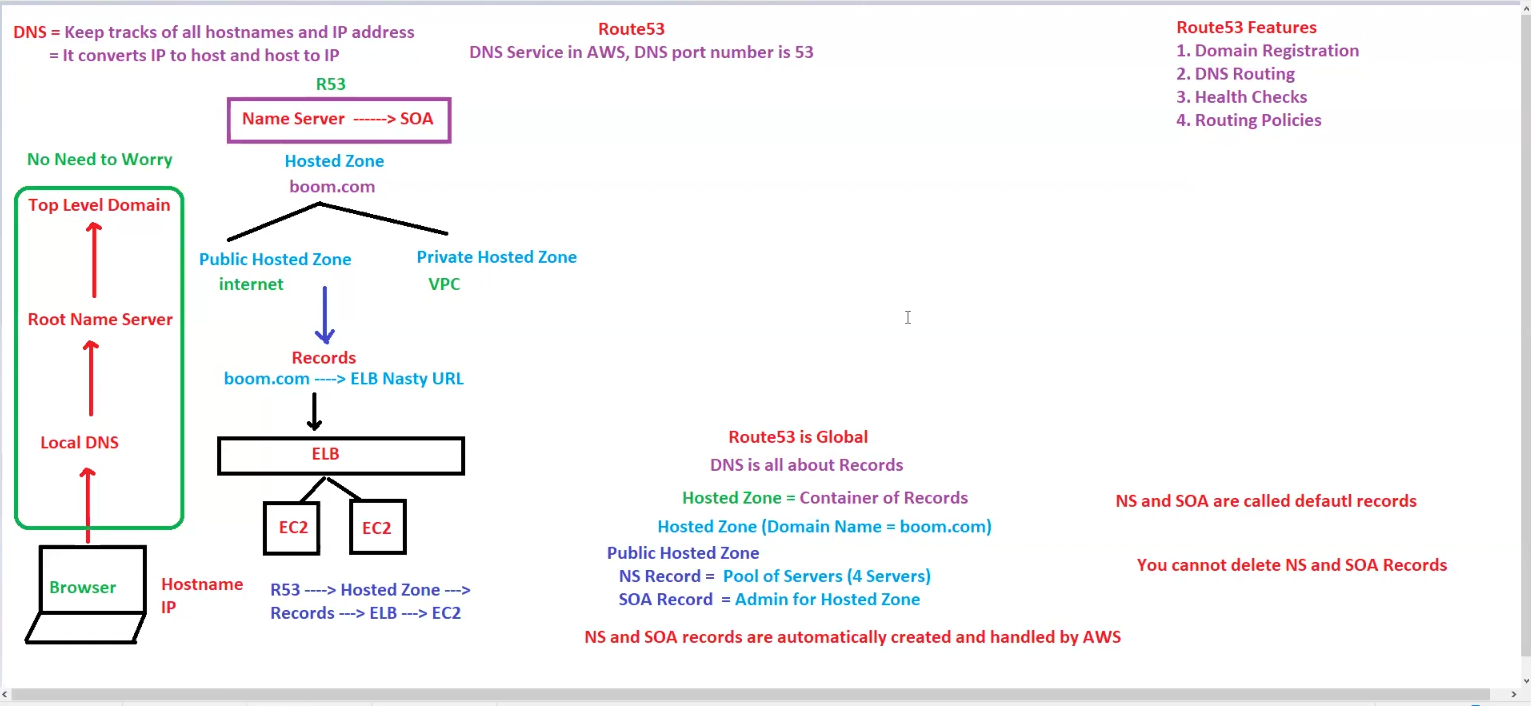 DNS = Keep tracks of all hostnames and IP address
= It converts IP to host and host to IP
Route53
DNS Service in AWS, DNS port number is 53
Route53 Features
1. Domain Registration
2. DNS Routing
3. Health Checks
4. Routing Policies
R53
Name Server ------> SOA
Hosted Zone
boom.com
No Need to Worry
Top Level Domain
Root Name Server
Local DNS
Browser
Hostname
IP
Public Hosted Zone
internet
Private Hosted Zone
VPC
Records
boom.com ----> ELB Nasty URL
ELB
EC2
EC2
R53 ----> Hosted Zone --->
Records ---> ELB ---> EC2
Route53 is Global
DNS is all about Records
Hosted Zone = Container of Records
Hosted Zone (Domain Name = boom.com)
Public Hosted Zone
NS Record = Pool of Servers (4 Servers)
SOA Record = Admin for Hosted Zone
NS and SOA records are automatically created and handled by AWS
NS and SOA are called defautl records
You cannot delete NS and SOA Records